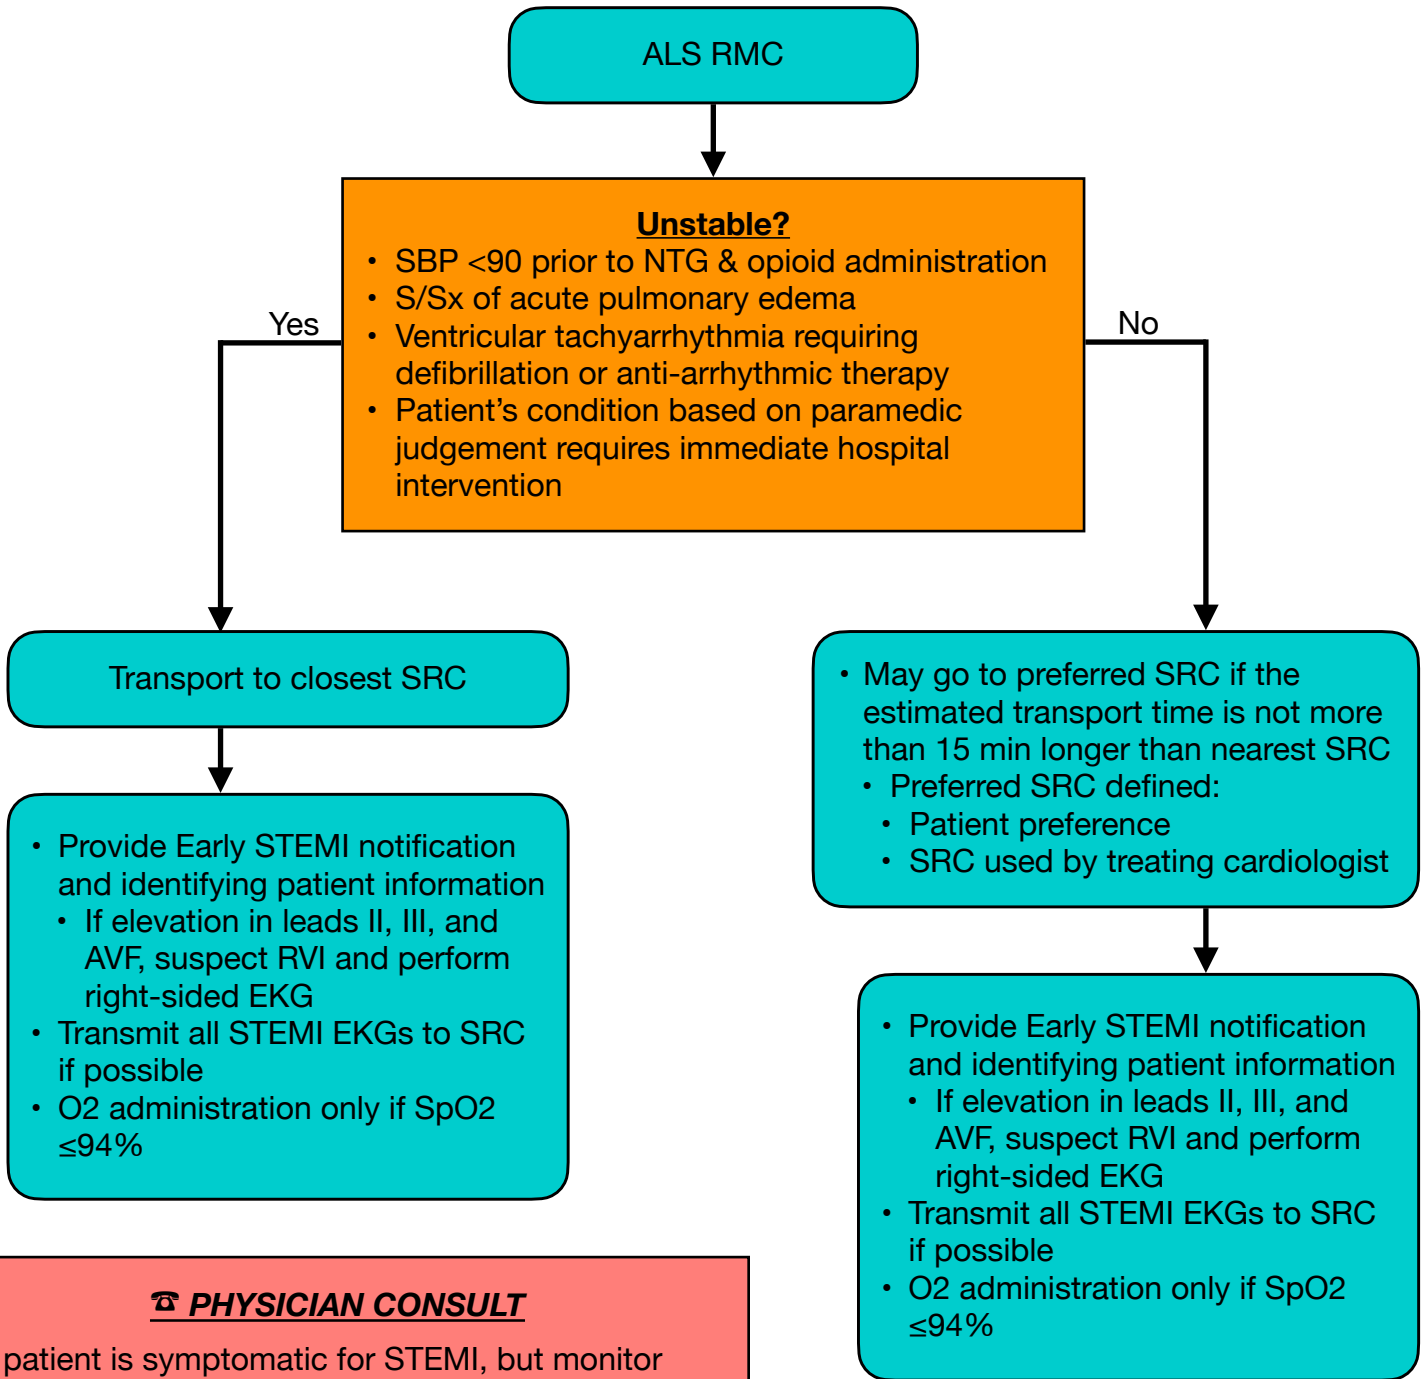 ALS RMC
Unstable?
• SBP <90 prior to NTG & opioid administration
• S/Sx of acute pulmonary edema
• Ventricular tachyarrhythmia requiring
defibrillation or anti-arrhythmic therapy
• Patient’s condition based on paramedic
judgement requires immediate hospital
intervention
Yes
No
Transport to closest SRC
• Provide Early STEMI notification
and identifying patient information
• If elevation in leads II, III, and
AVF, suspect RVI and perform
right-sided EKG
• Transmit all STEMI EKGs to SRC
if possible
• O2 administration only if SpO2
≤94%
• May go to preferred SRC if the
estimated transport time is not more
than 15 min longer than nearest SRC
• Preferred SRC defined:
• Patient preference
• SRC used by treating cardiologist
• Provide Early STEMI notification
and identifying patient information
• If elevation in leads II, III, and
AVF, suspect RVI and perform
right-sided EKG
• Transmit all STEMI EKGs to SRC
if possible
• O2 administration only if SpO2
≤94%
☎ PHYSICIAN CONSULT
patient is symptomatic for STEMI, but monitor